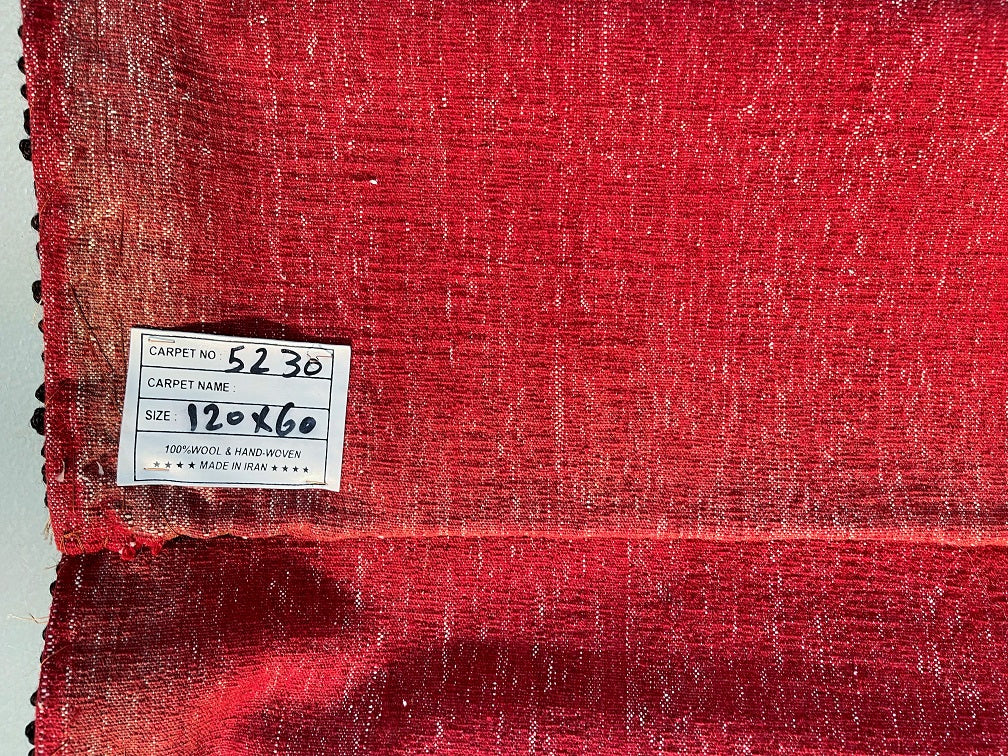 CARPET NO : 5230
CARPET NAME :
SIZE : 120X60
100%WOOL & HAND-WOVEN
★ ★ ★ ★ MADE IN IRAN ★ ★ ★ ★